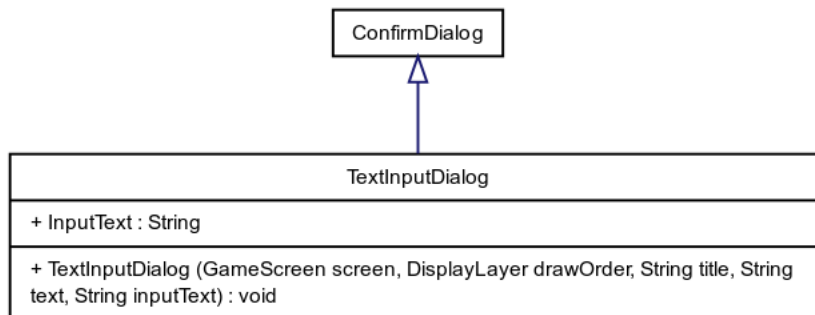 ConfirmDialog
TextInputDialog
+ InputText : String
+ TextInputDialog (GameScreen screen, DisplayLayer drawOrder, String title, String
text, String inputText) : void